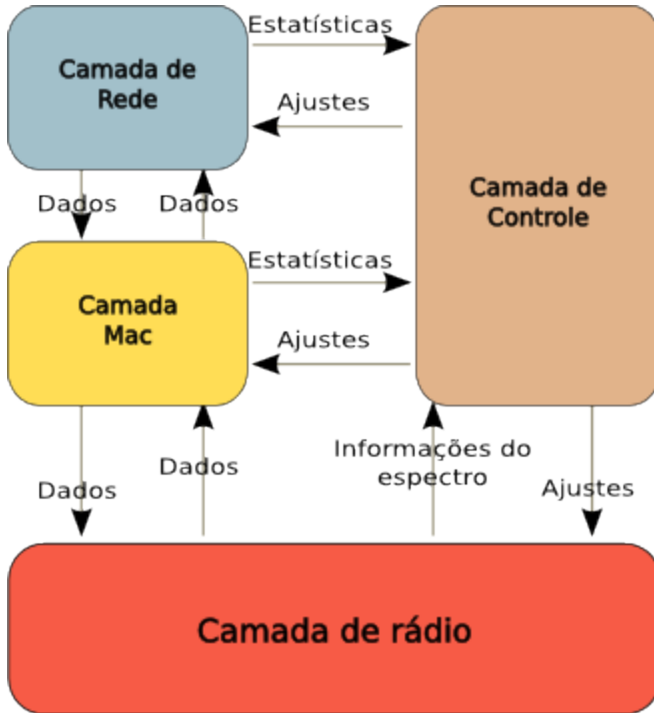 Estatísticas
Camada de
Rede
Ajustes
Camada de
Controle
Dados
Dados
Estatísticas
Camada
Mac
Ajustes
Informações do
espectro
Dados
Dados
Ajustes
Camada de rádio